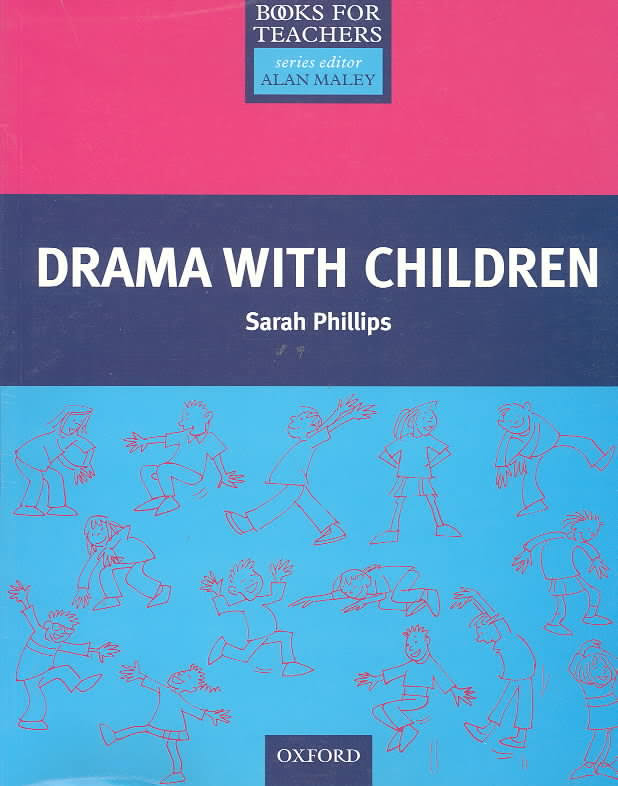 BOOKS FOR
TEACHERS
series editor
ALAN MALEY
DRAMA WITH CHILDREN
Sarah Phillips
OXFORD